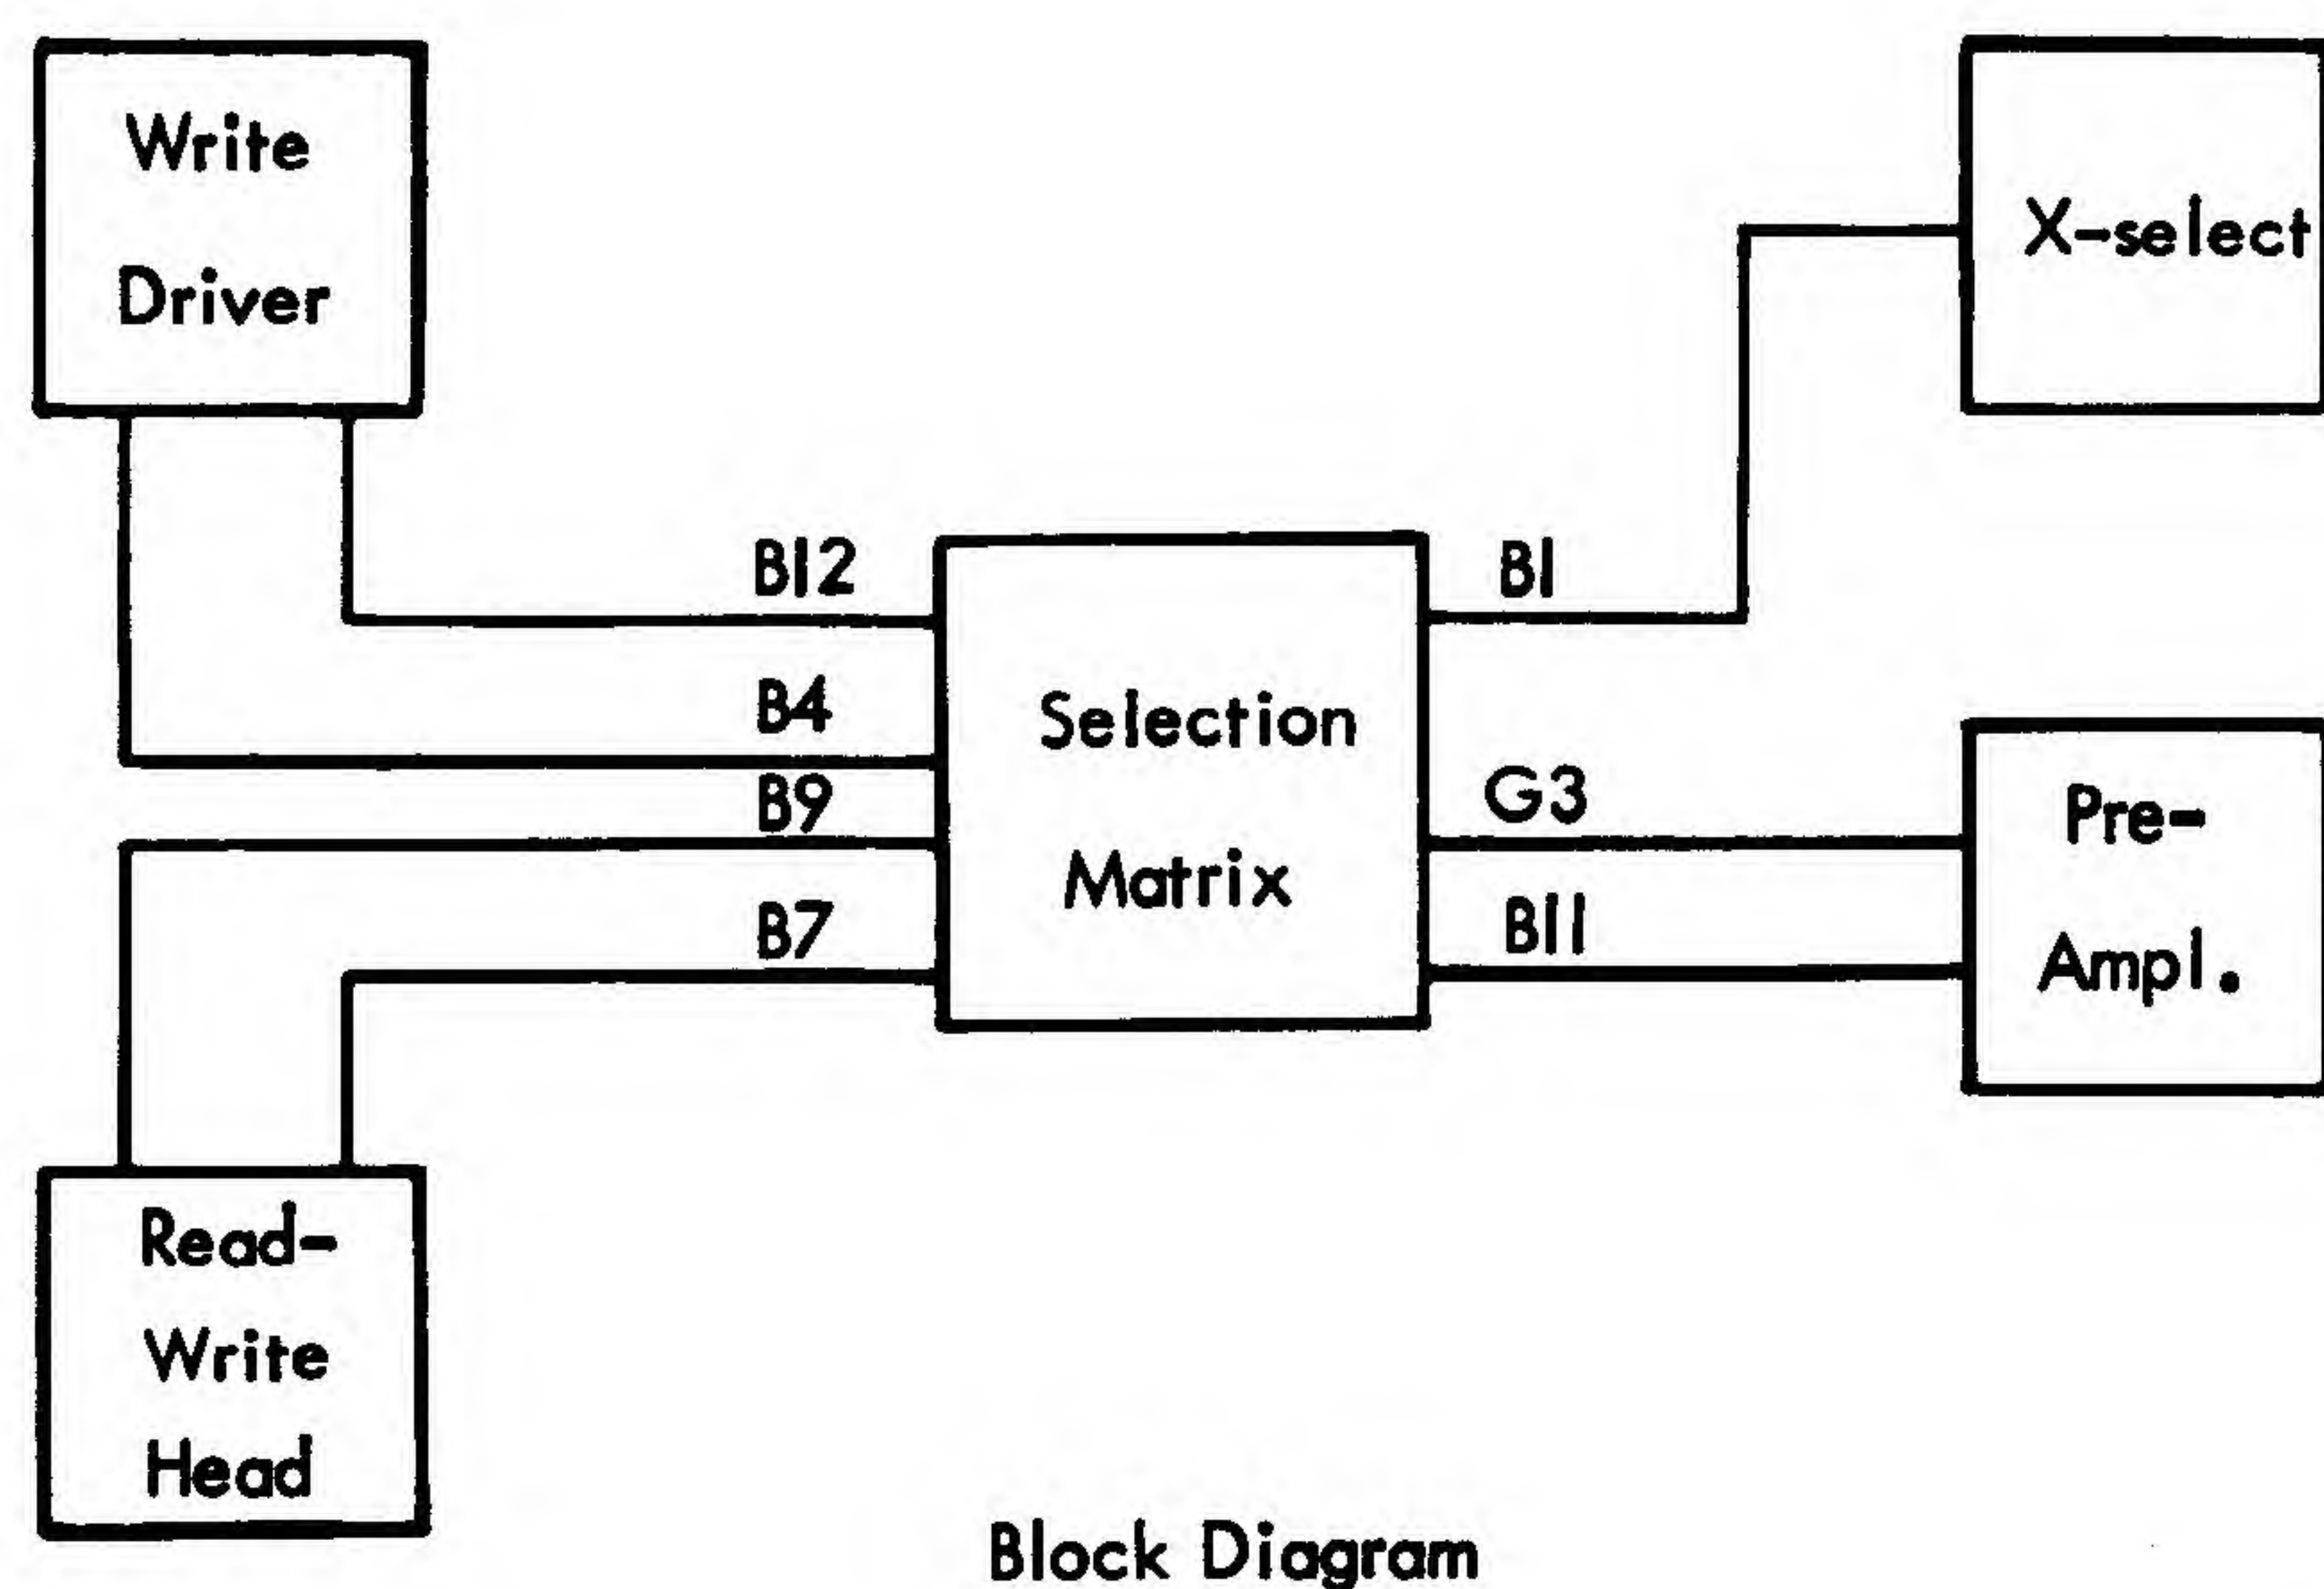 Write
Driver
X-select
B12
B4
B9
B7
Selection
Matrix
B1
G3
B11
Pre-
Ampl.
Read-
Write
Head
Block Diagram